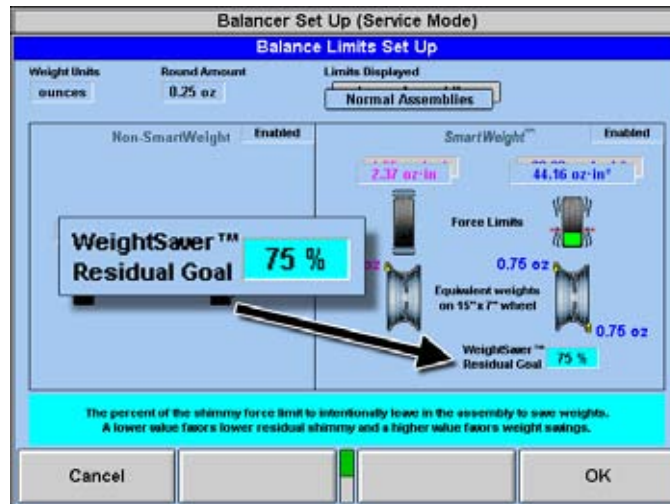 Balancer Set Up (Service Mode)
Balance Limits Set Up
Weight Units
Round Amount
Limits Displayed
ounces
0.25 oz
Normal Assemblies
Non-SmartWeight
Enabled
SmartWeight™
Enabled
2.37 oz-in
44.16 oz-in²
Force Limits
WeightSaver™
Residual Goal
75 %
oz
0.75 oz
Equivalent weights
on 15"x 7" wheel
0.75 oz
WeightSaver™
Residual Goal
75 %
The percent of the shimmy force limit to intentionally leave in the assembly to save weights.
A lower value favors lower residual shimmy and a higher value favors weight savings.
Cancel
OK